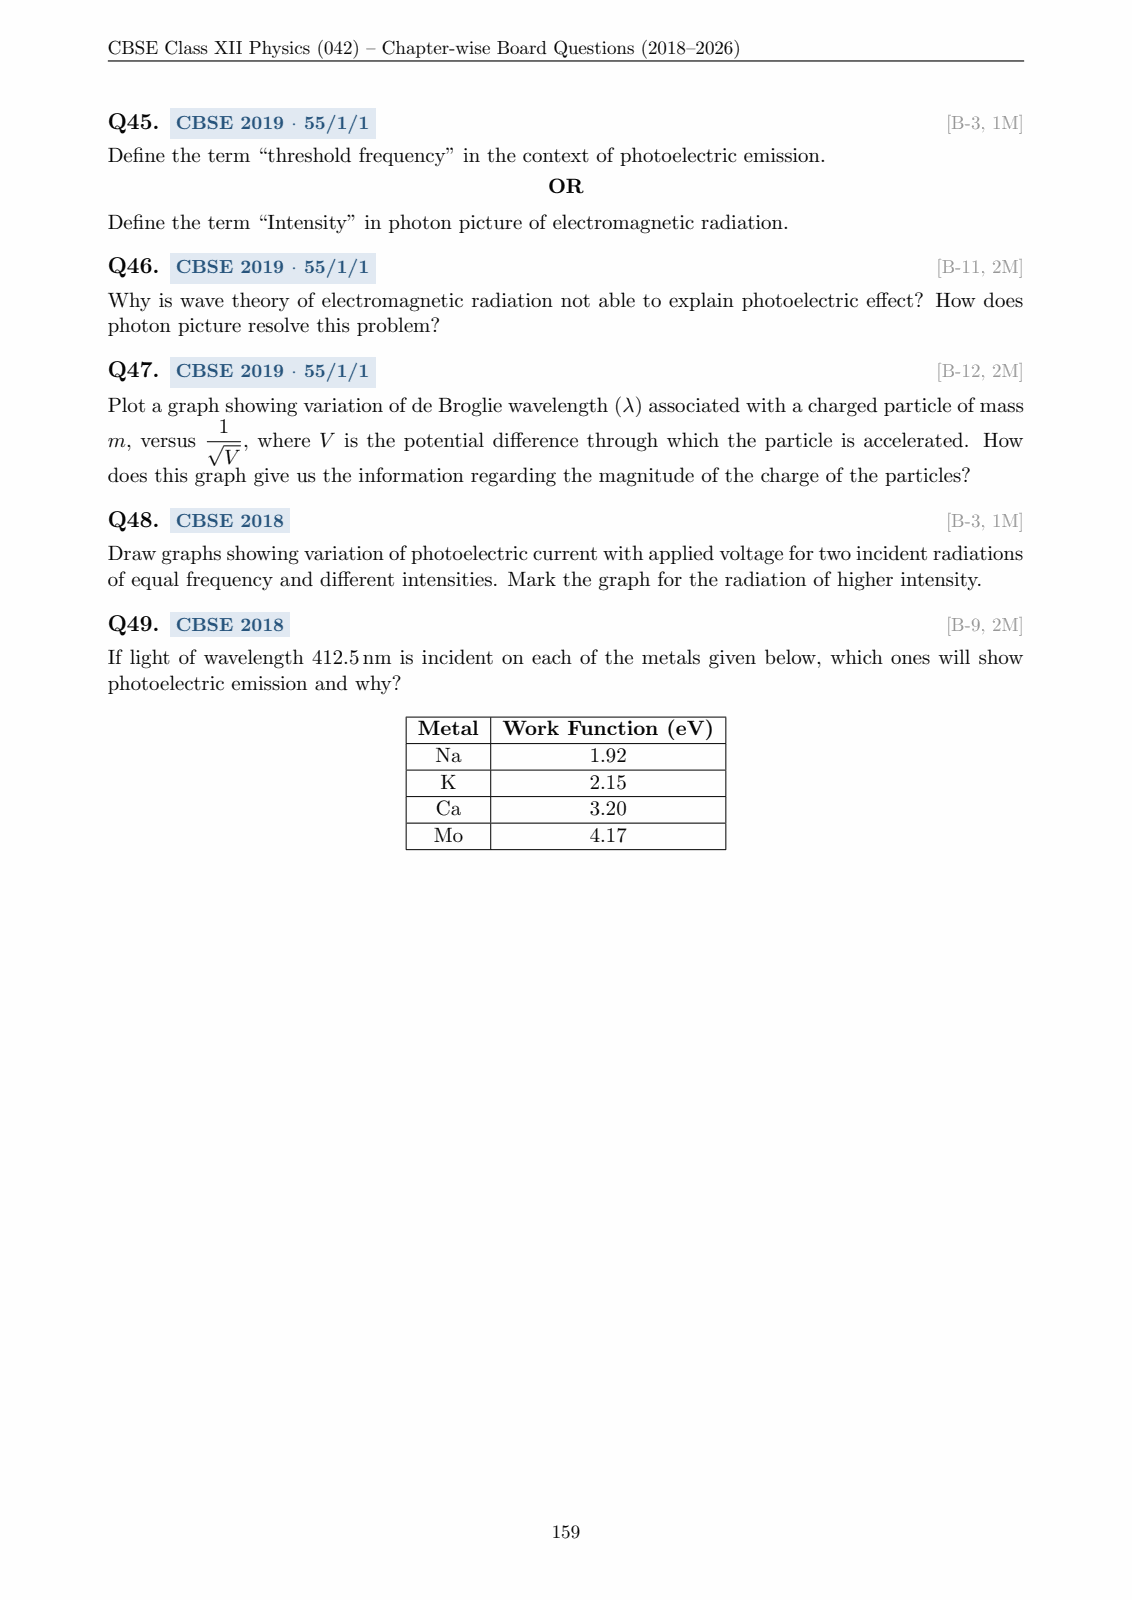 CBSE Class XII Physics (042) – Chapter-wise Board Questions (2018–2026)
Q45. CBSE 2019 · 55/1/1 [B-3, 1M]
Define the term “threshold frequency” in the context of photoelectric emission.
OR
Define the term “Intensity” in photon picture of electromagnetic radiation.
Q46. CBSE 2019 · 55/1/1 [B-11, 2M]
Why is wave theory of electromagnetic radiation not able to explain photoelectric effect? How does
photon picture resolve this problem?
Q47. CBSE 2019 · 55/1/1 [B-12, 2M]
Plot a graph showing variation of de Broglie wavelength (λ) associated with a charged particle of mass
m, versus 1/√V, where V is the potential difference through which the particle is accelerated. How
does this graph give us the information regarding the magnitude of the charge of the particles?
Q48. CBSE 2018 [B-3, 1M]
Draw graphs showing variation of photoelectric current with applied voltage for two incident radiations
of equal frequency and different intensities. Mark the graph for the radiation of higher intensity.
Q49. CBSE 2018 [B-9, 2M]
If light of wavelength 412.5 nm is incident on each of the metals given below, which ones will show
photoelectric emission and why?
Metal Work Function (eV)
Na 1.92
K 2.15
Ca 3.20
Mo 4.17
159